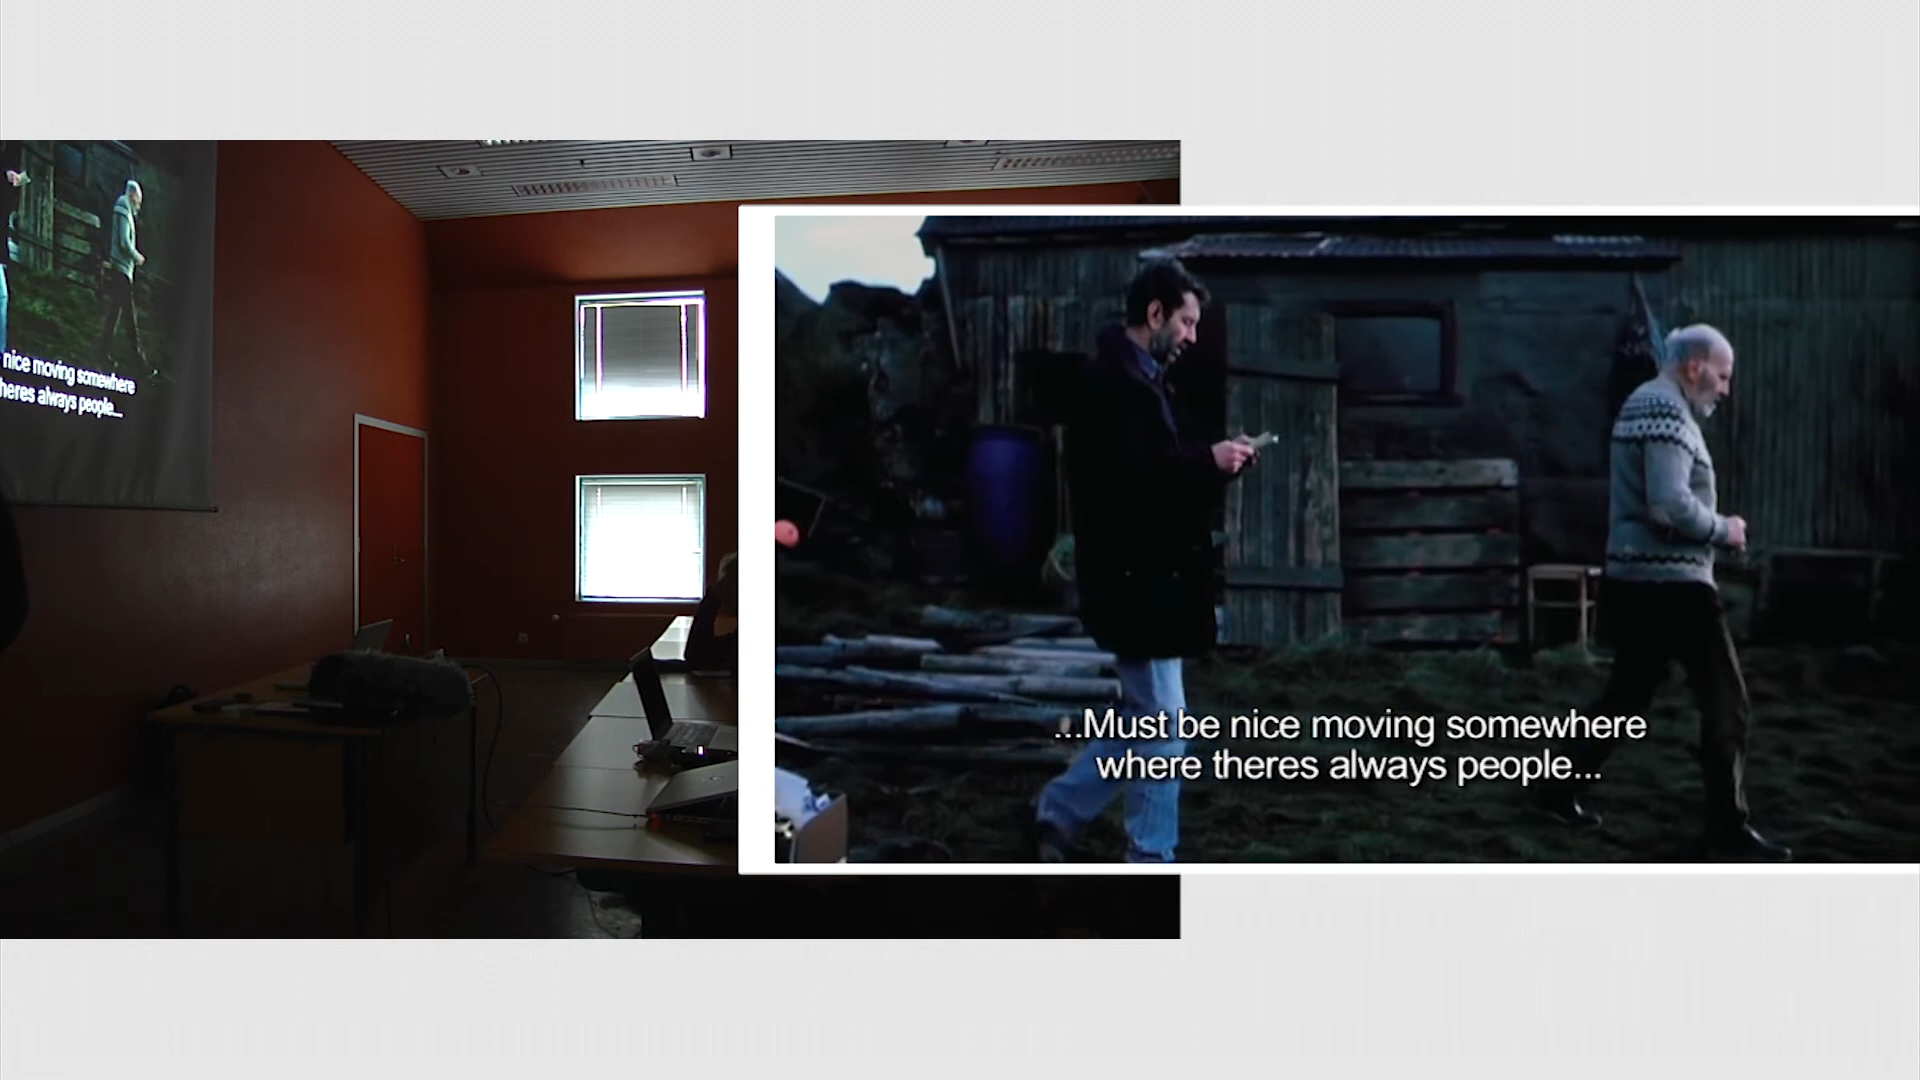 nice moving somewhere
heres always people...
...Must be nice moving somewhere
where theres always people...